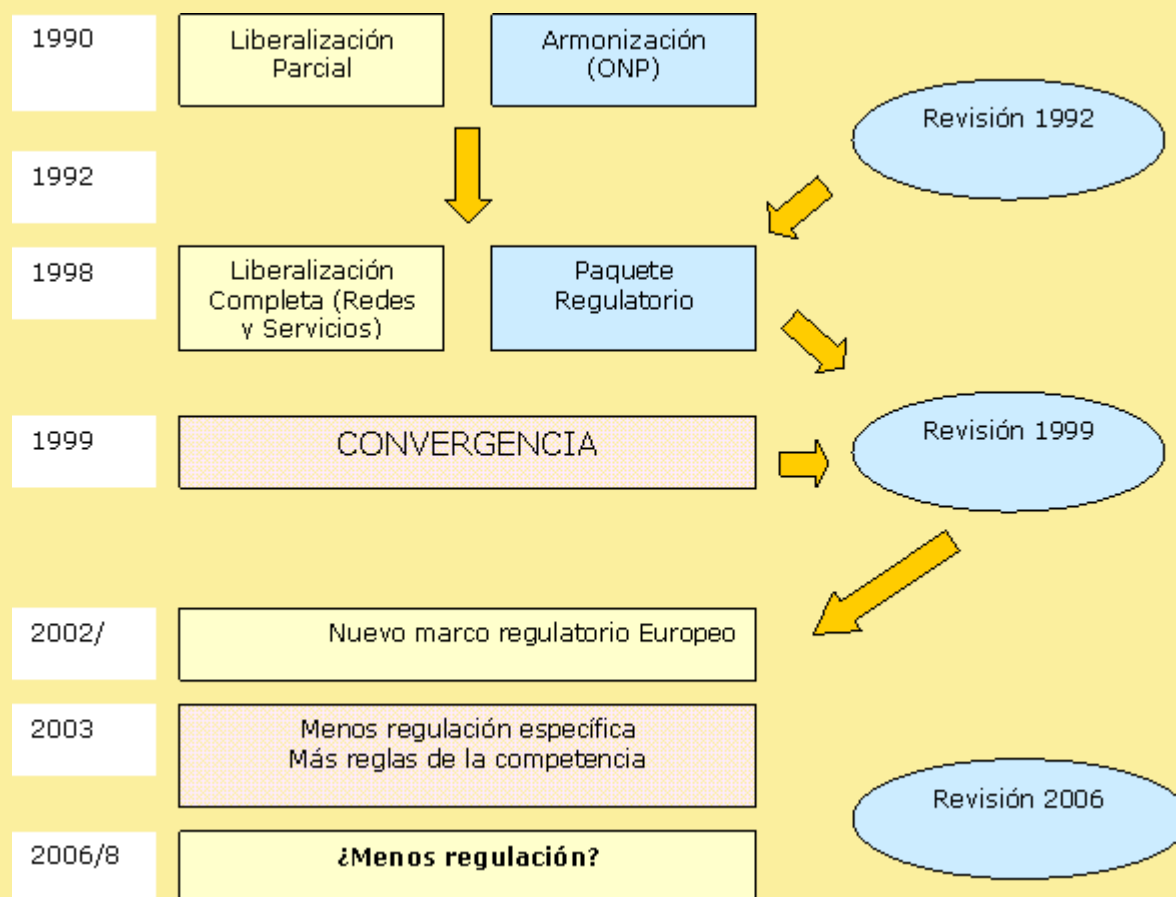 1990
Liberalización
Parcial
Armonización
(ONP)
Revisión 1992
1992
1998
Liberalización
Completa (Redes
y Servicios)
Paquete
Regulatorio
1999
CONVERGENCIA
Revisión 1999
2002/
Nuevo marco regulatorio Europeo
2003
Menos regulación específica
Más reglas de la competencia
Revisión 2006
2006/8
¿Menos regulación?